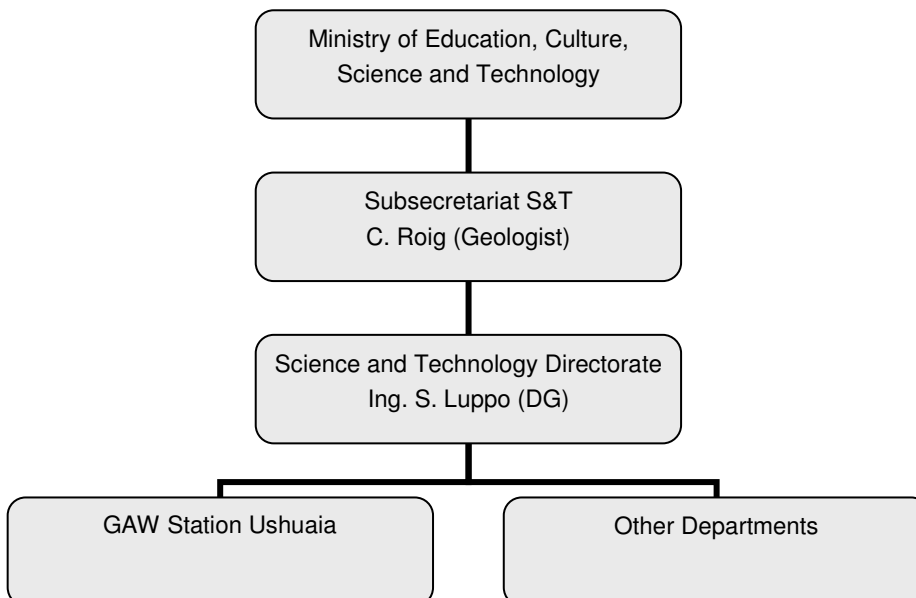 Ministry of Education, Culture,
Science and Technology
Subsecretariat S&T
C. Roig (Geologist)
Science and Technology Directorate
Ing. S. Luppo (DG)
GAW Station Ushuaia
Other Departments